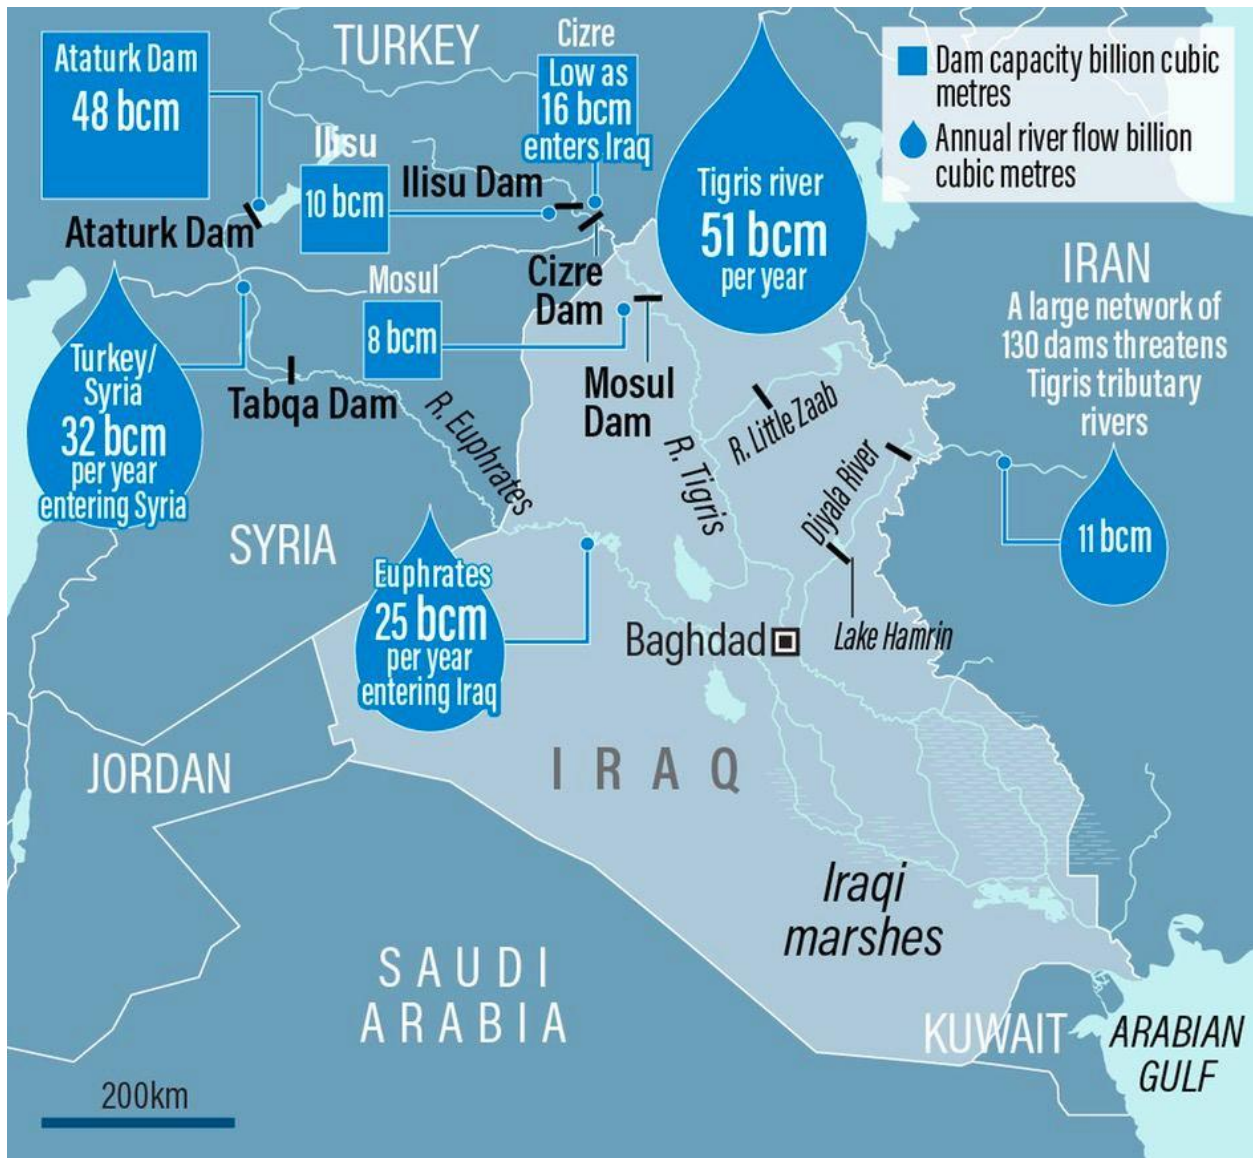 Ataturk Dam
48 bcm
TURKEY
Cizre
Low as
16 bcm
enters Iraq
Tigris river
51 bcm
per year
Dam capacity billion cubic
metres
Annual river flow billion
cubic metres
Ilisu
10 bcm
Ilisu Dam
Ataturk Dam
Cizre
Dam
Mosul
8 bcm
Mosul
Dam
IRAN
A large network of
130 dams threatens
Tigris tributary
rivers
11 bcm
Turkey/
Syria
32 bcm
per year
entering Syria
Tabqa Dam
R. Euphrates
R. Tigris
R. Little Zaab
Diyala River
SYRIA
Euphrates
25 bcm
per year
entering Iraq
Baghdad
Lake Hamrin
JORDAN
IRAQ
Iraqi
marshes
SAUDI
ARABIA
KUWAIT
ARABIAN
GULF
200km